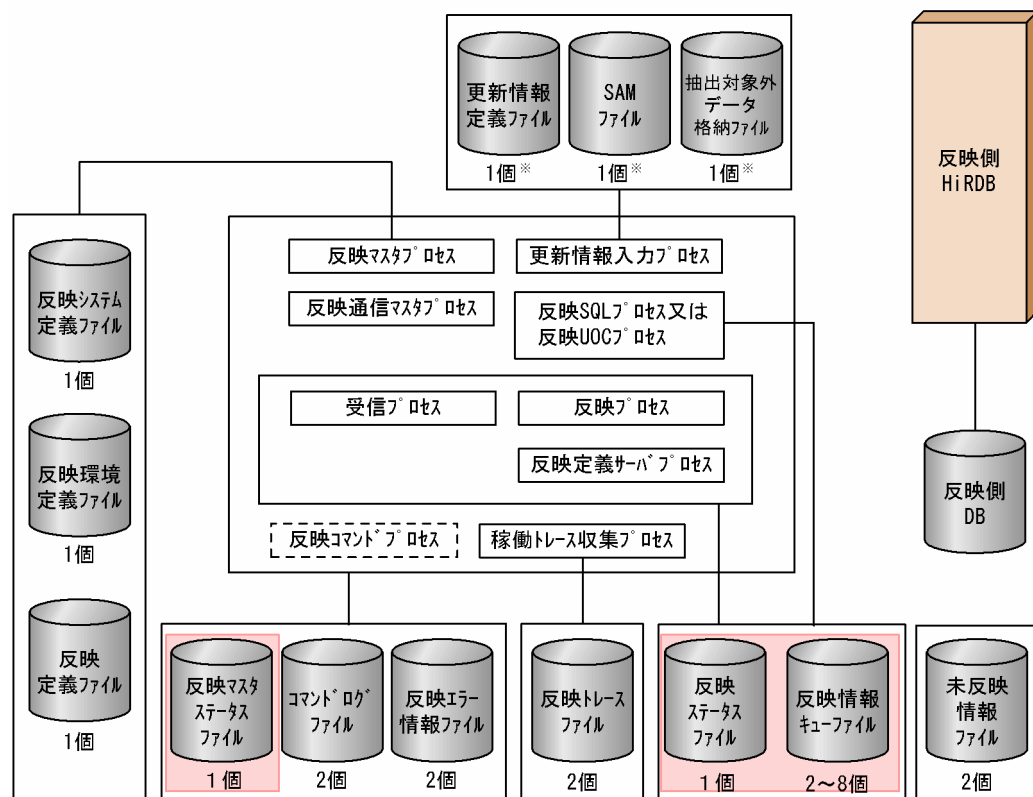 更新情報
定義ファイル
1個※
SAM
ファイル
1個※
抽出対象外
データ
格納ファイル
1個※
反映側
HiRDB
反映システム
定義ファイル
1個
反映環境
定義ファイル
1個
反映
定義ファイル
1個
反映マスタプロセス
更新情報入力プロセス
反映通信マスタプロセス
反映SQLプロセス又は
反映UOCプロセス
受信プロセス
反映プロセス
反映定義サーバプロセス
反映コマンドプロセス
稼働トレース収集プロセス
反映側
DB
反映マスタ
ステータス
ファイル
1個
コマンドログ
ファイル
2個
反映エラー
情報ファイル
2個
反映トレース
ファイル
2個
反映
ステータス
ファイル
1個
反映情報
キューファイル
2～8個
未反映
情報
ファイル
2個